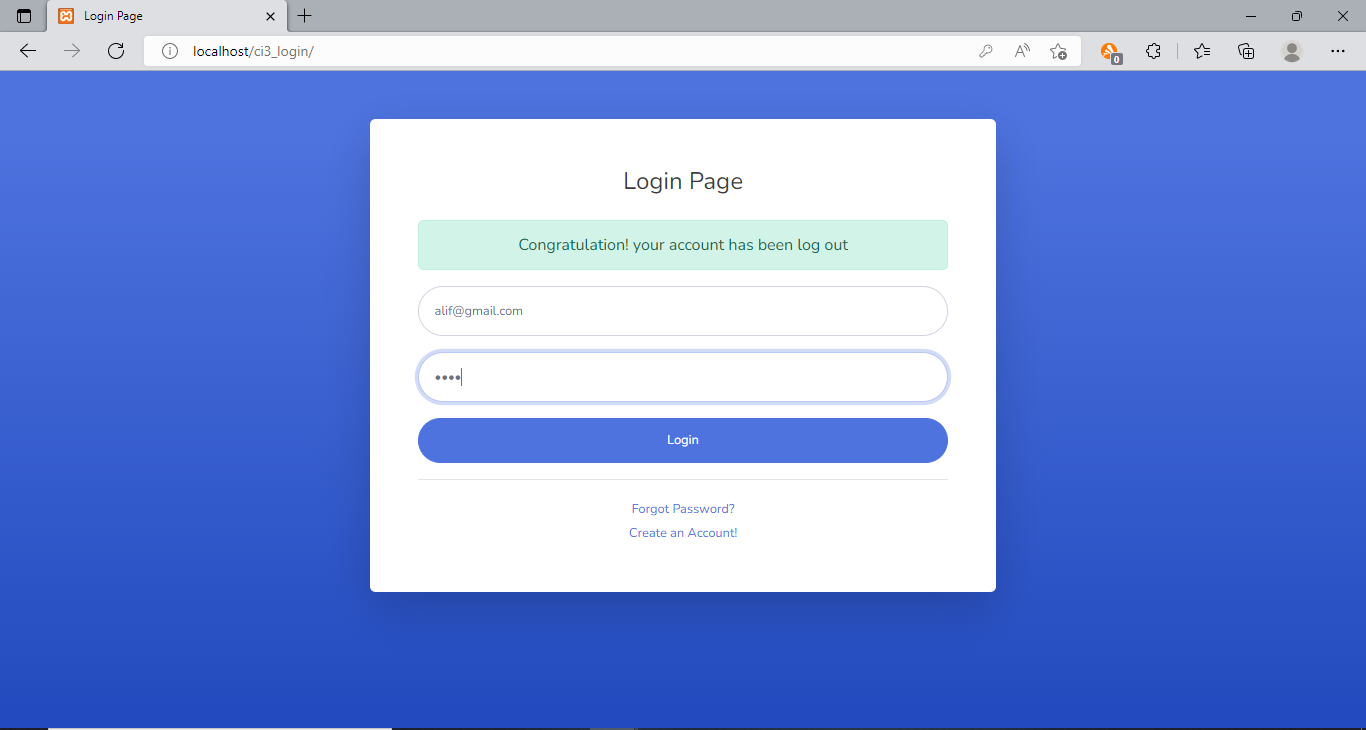 Login Page
localhost/ci3_login/
0
Login Page
Congratulation! your account has been log out
alif@gmail.com
••••
Login
Forgot Password?
Create an Account!